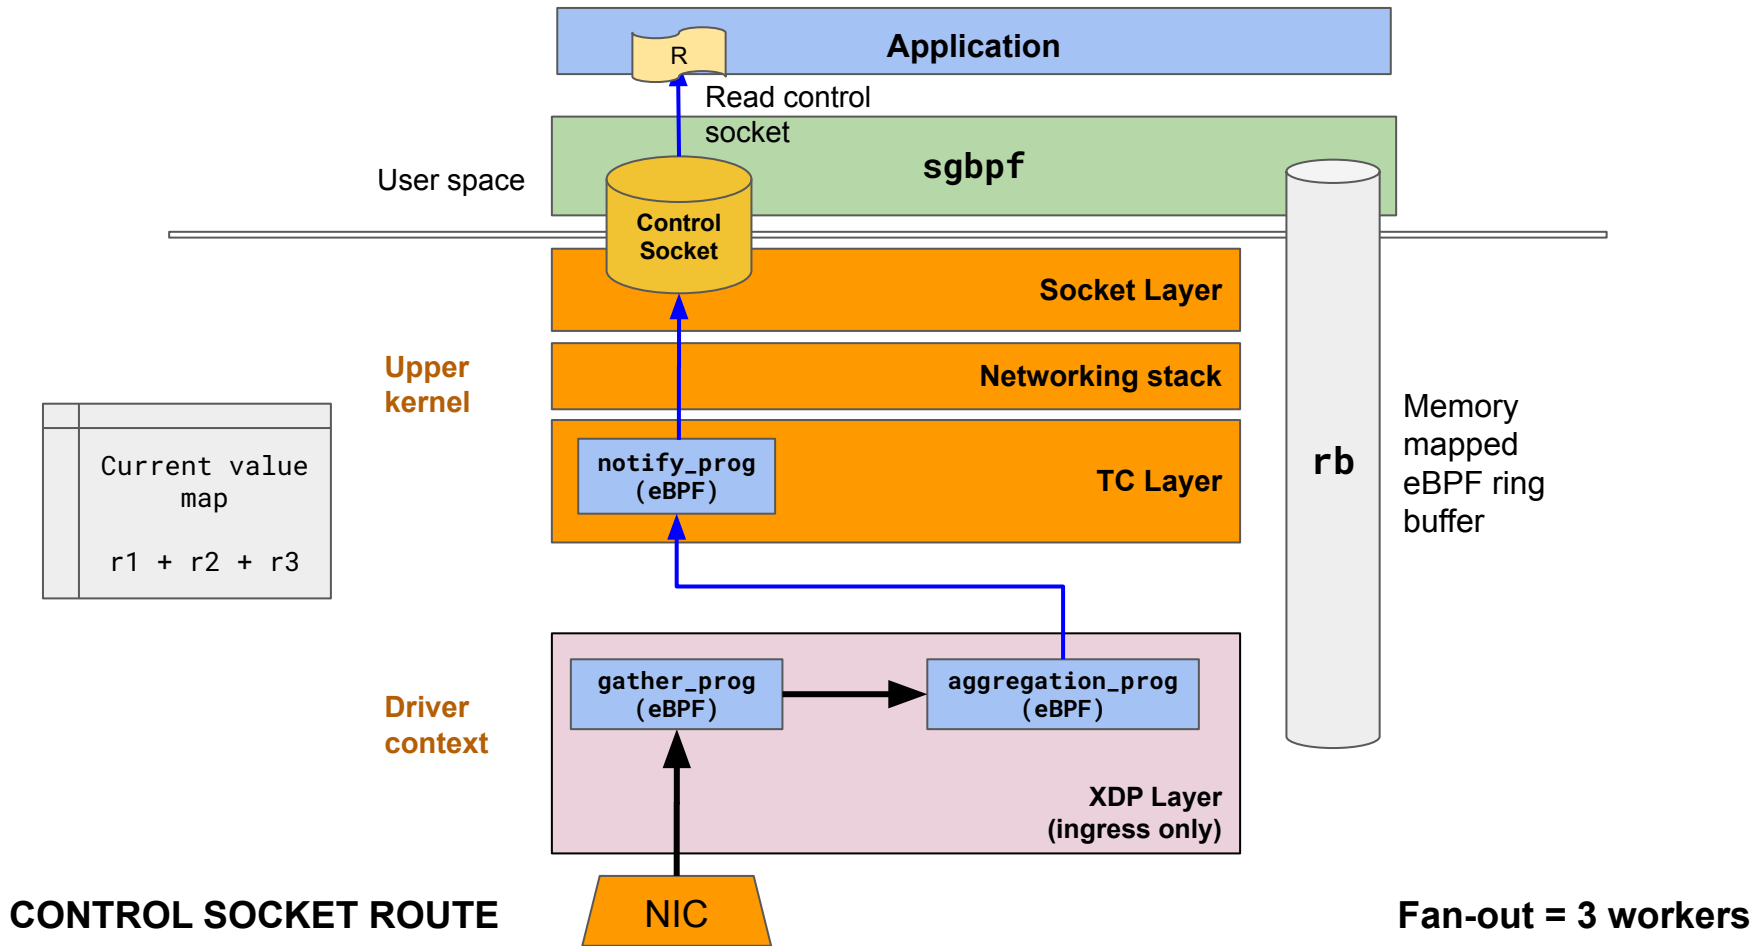 Application
R
Read control
socket
sgbpf
User space
Control
Socket
Socket Layer
Upper
kernel
Networking stack
Current value
map
r1 + r2 + r3
notify_prog
(eBPF)
TC Layer
rb
Memory
mapped
eBPF ring
buffer
Driver
context
gather_prog
(eBPF)
aggregation_prog
(eBPF)
XDP Layer
(ingress only)
CONTROL SOCKET ROUTE
NIC
Fan-out = 3 workers